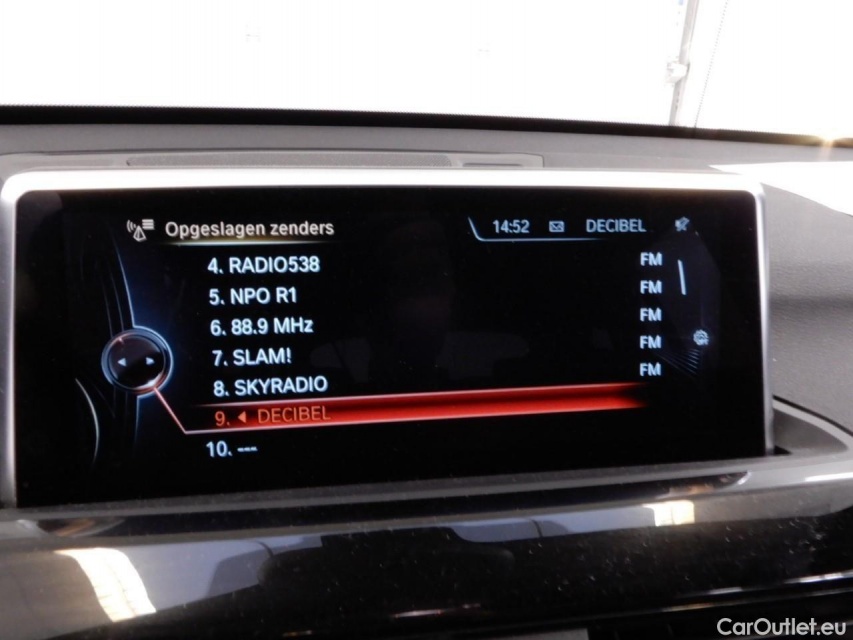 Opgeslagen zenders
14:52 DECIBEL
4. RADIO538 FM
5. NPO R1 FM
6. 88.9 MHz FM
7. SLAM! FM
8. SKYRADIO FM
9. ◄ DECIBEL
10. ---
CarOutlet.eu